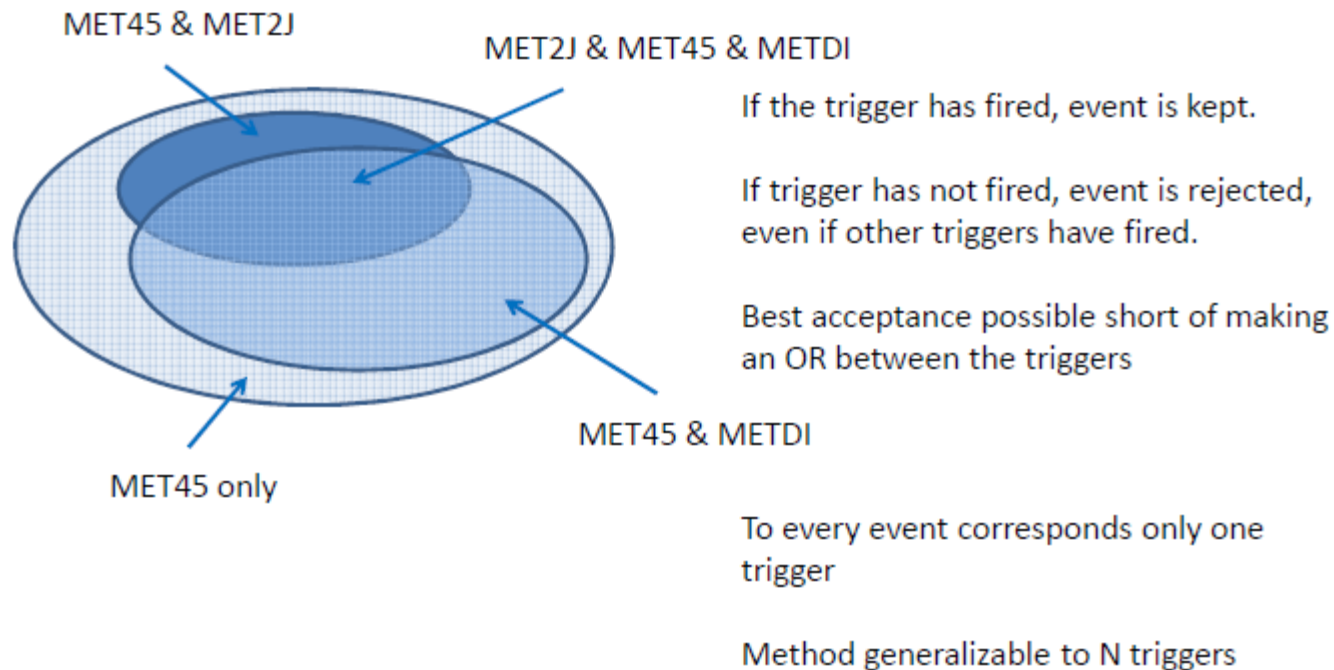 MET45 & MET2J
MET2J & MET45 & METDI
If the trigger has fired, event is kept.
If trigger has not fired, event is rejected,
even if other triggers have fired.
Best acceptance possible short of making
an OR between the triggers
MET45 & METDI
MET45 only
To every event corresponds only one
trigger
Method generalizable to N triggers